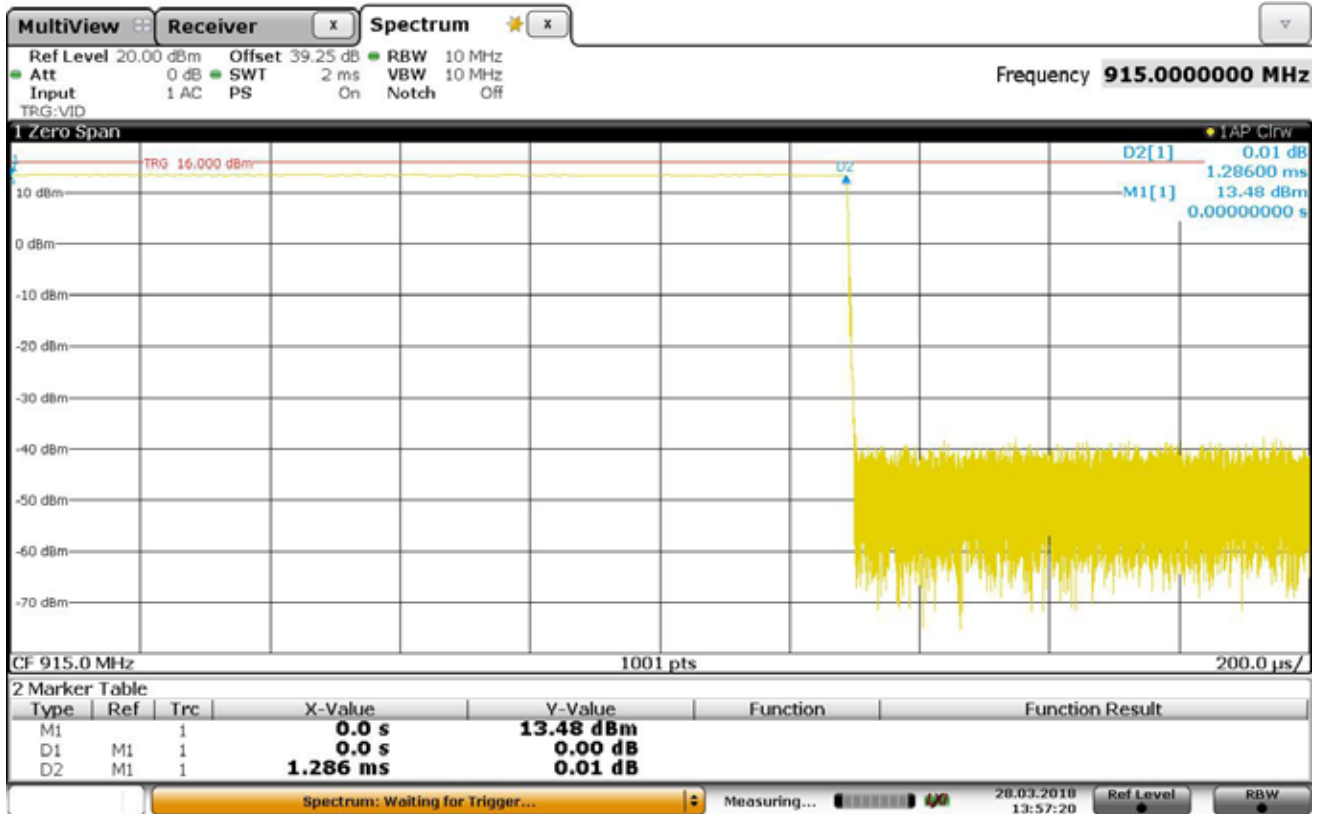 MultiView Receiver x Spectrum x
Ref Level 20.00 dBm Offset 39.25 dB RBW 10 MHz
Att 0 dB SWT 2 ms VBW 10 MHz
Input 1 AC PS On Notch Off
TRG:VID
Frequency 915.0000000 MHz
1 Zero Span 1AP Clrw
TRG 16.000 dBm
D2
D2[1] 0.01 dB
1.28600 ms
M1[1] 13.48 dBm
0.00000000 s
10 dBm
0 dBm
-10 dBm
-20 dBm
-30 dBm
-40 dBm
-50 dBm
-60 dBm
-70 dBm
CF 915.0 MHz 1001 pts 200.0 µs/
2 Marker Table
Type Ref Trc X-Value Y-Value Function Function Result
M1 1 0.0 s 13.48 dBm
D1 M1 1 0.0 s 0.00 dB
D2 M1 1 1.286 ms 0.01 dB
Spectrum: Waiting for Trigger... Measuring... 28.03.2018 Ref Level RBW
13:57:20